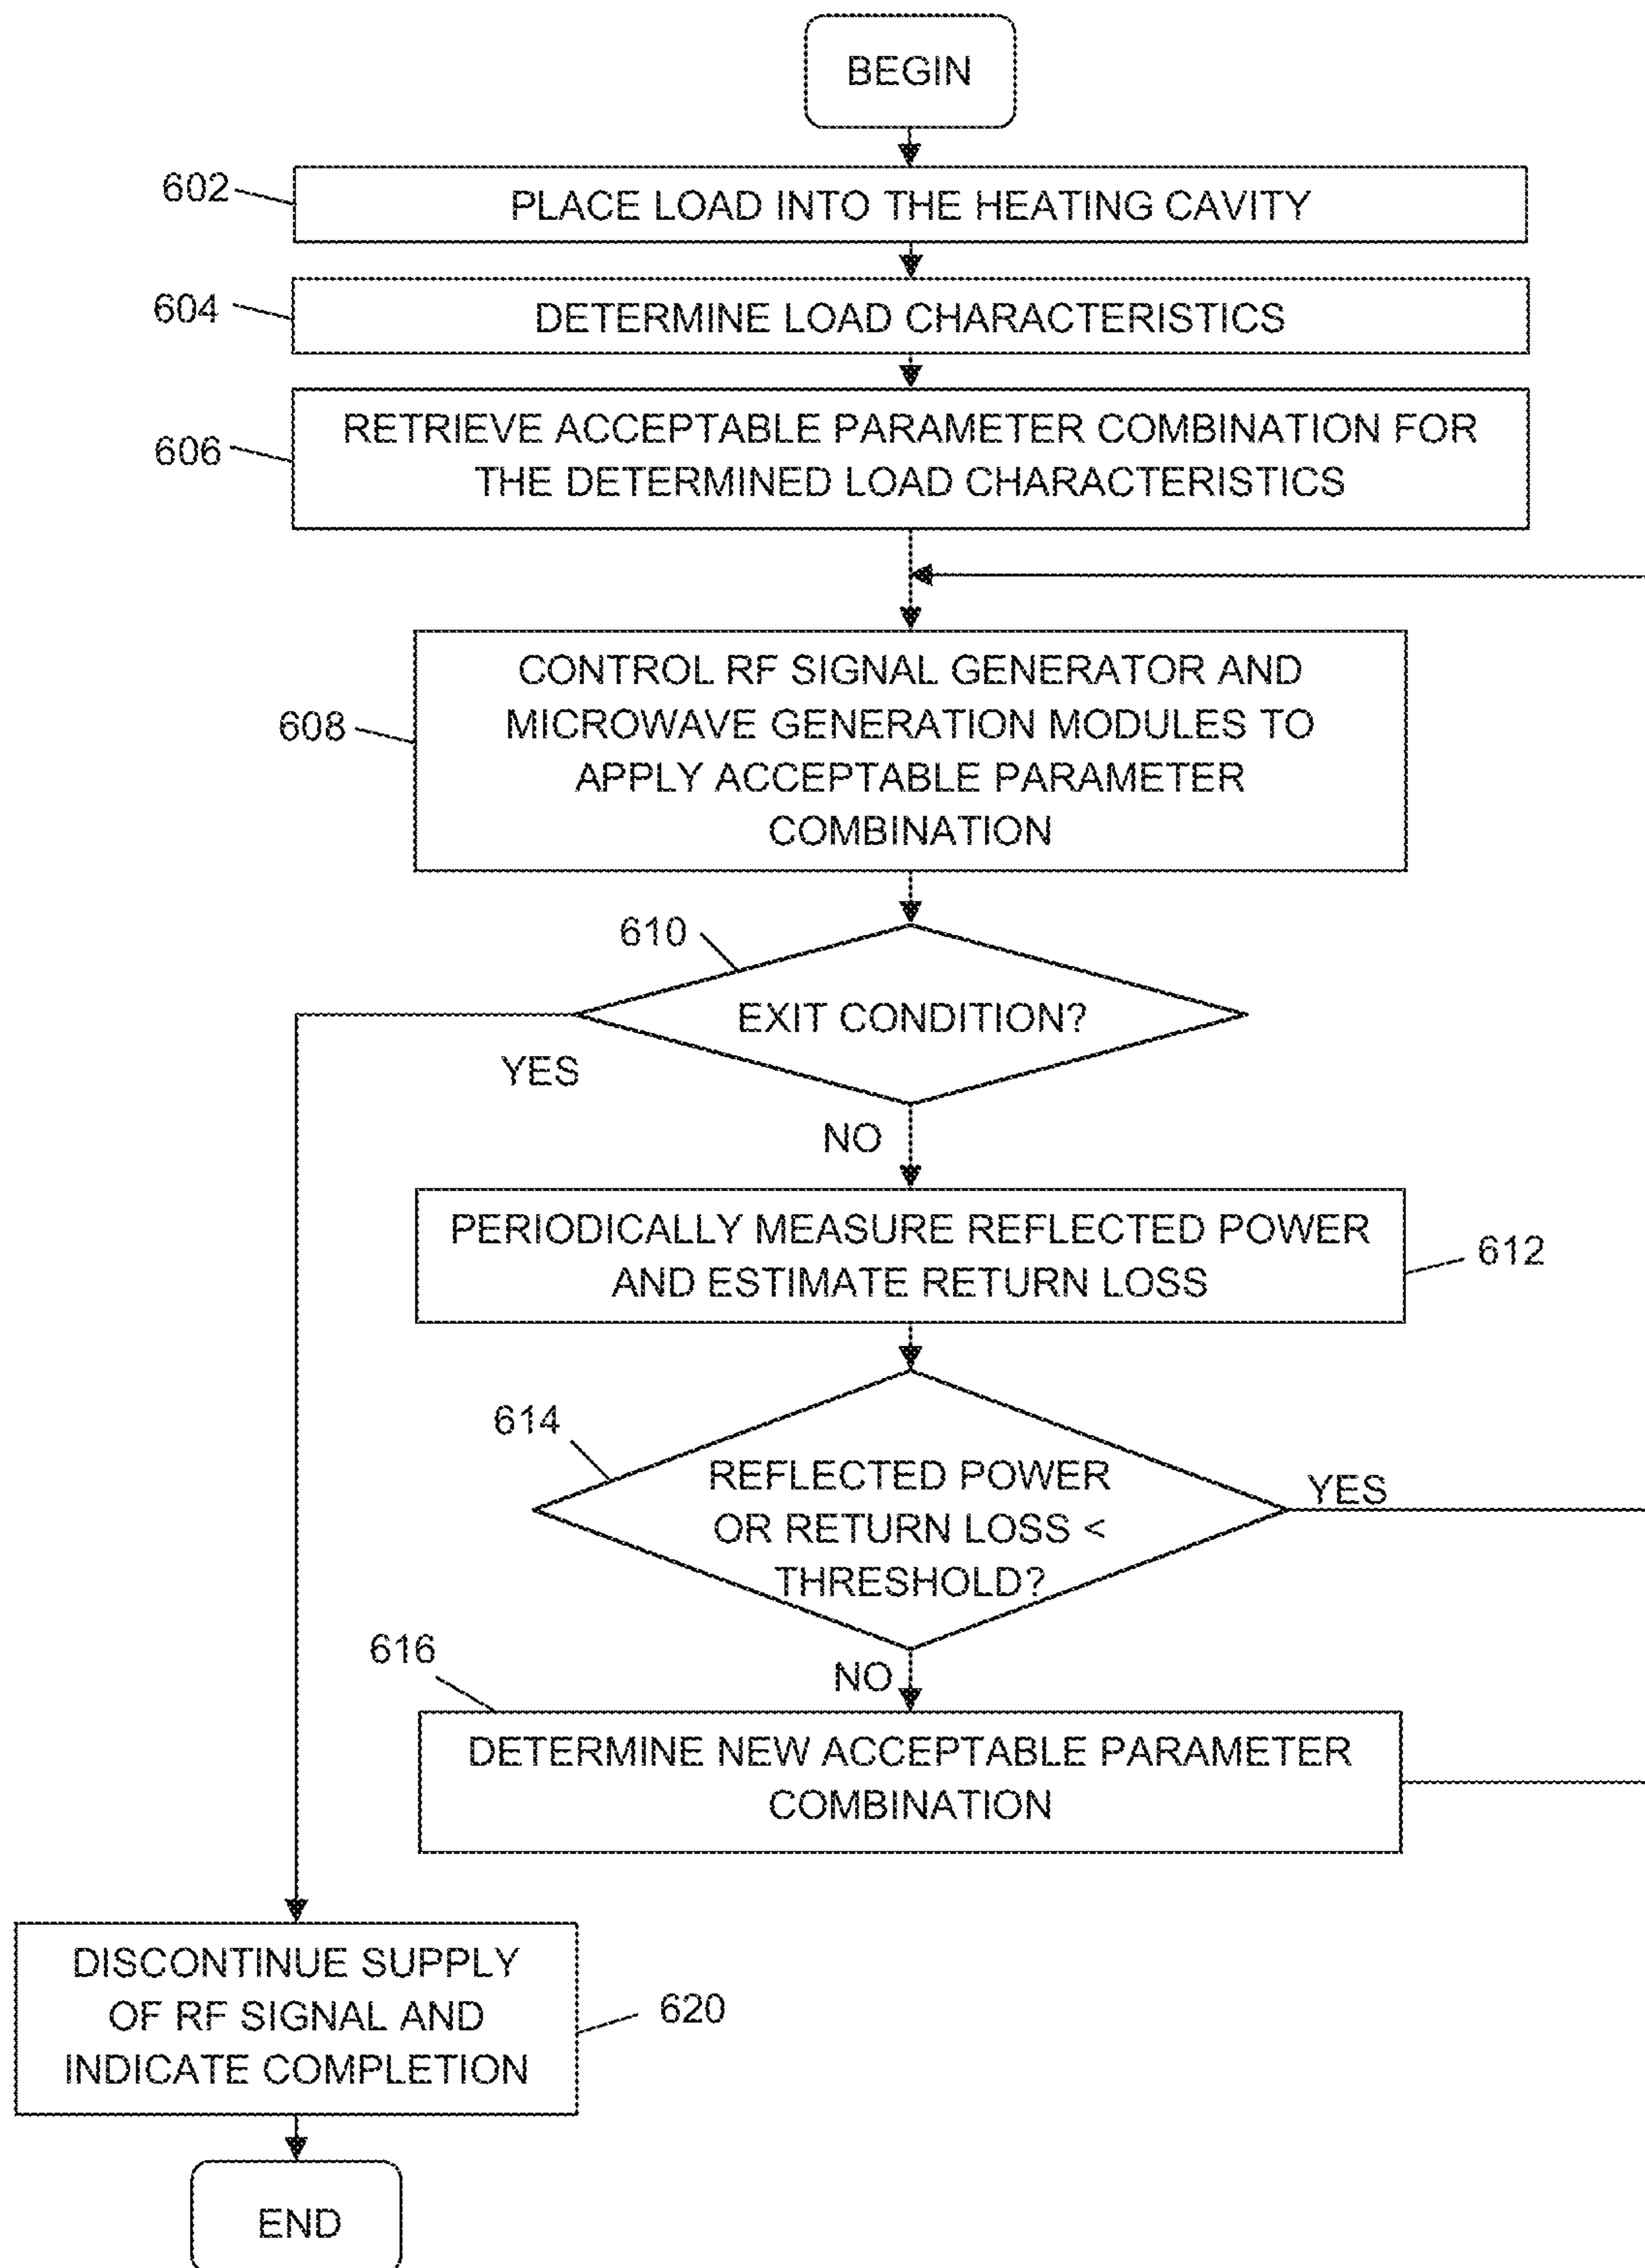 BEGIN
602
PLACE LOAD INTO THE HEATING CAVITY
604
DETERMINE LOAD CHARACTERISTICS
606
RETRIEVE ACCEPTABLE PARAMETER COMBINATION FOR
THE DETERMINED LOAD CHARACTERISTICS
608
CONTROL RF SIGNAL GENERATOR AND
MICROWAVE GENERATION MODULES TO
APPLY ACCEPTABLE PARAMETER
COMBINATION
610
EXIT CONDITION?
YES
NO
PERIODICALLY MEASURE REFLECTED POWER
AND ESTIMATE RETURN LOSS
612
614
REFLECTED POWER
OR RETURN LOSS <
THRESHOLD?
YES
NO
616
DETERMINE NEW ACCEPTABLE PARAMETER
COMBINATION
DISCONTINUE SUPPLY
OF RF SIGNAL AND
INDICATE COMPLETION
620
END